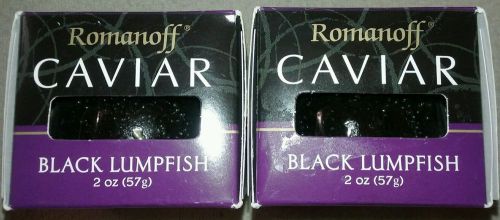 Romanoff®
CAVIAR
BLACK LUMPFISH
2 oz (57g)
Romanoff®
CAVIAR
BLACK LUMPFISH
2 oz (57g)